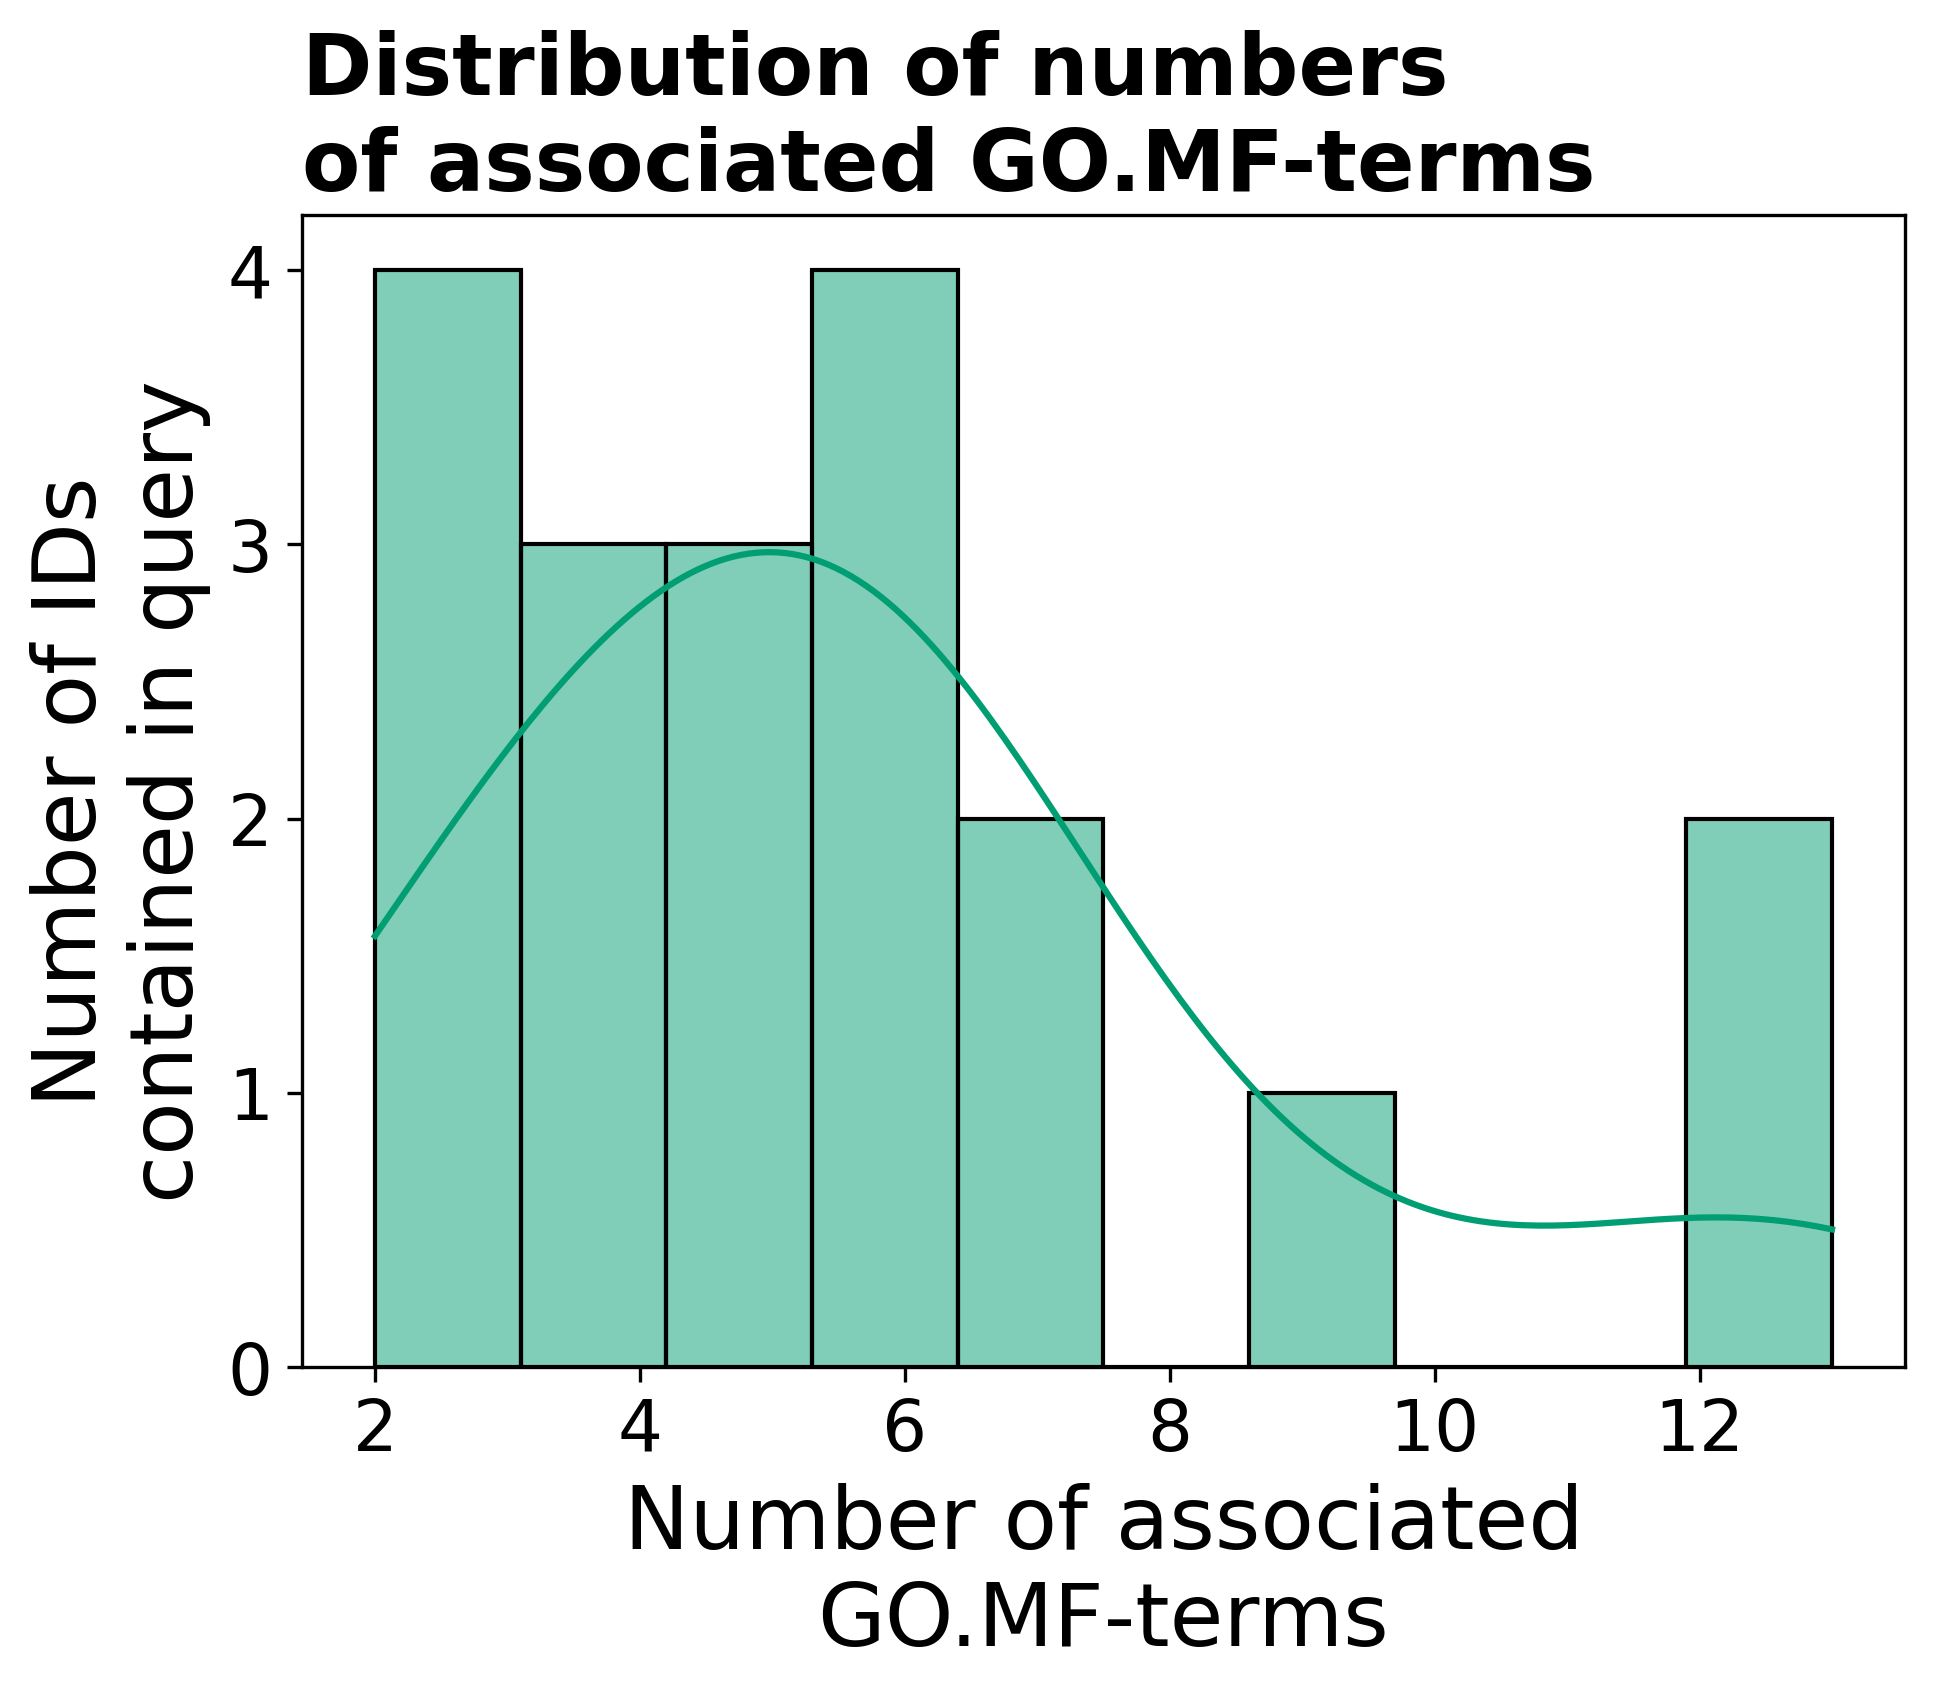 Distribution of numbers
of associated GO.MF-terms
Number of IDs
contained in query
4
3
2
1
0
2 4 6 8 10 12
Number of associated
GO.MF-terms